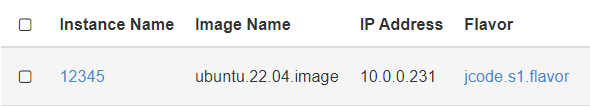 Instance Name Image Name IP Address Flavor
12345 ubuntu.22.04.image 10.0.0.231 jcode.s1.flavor